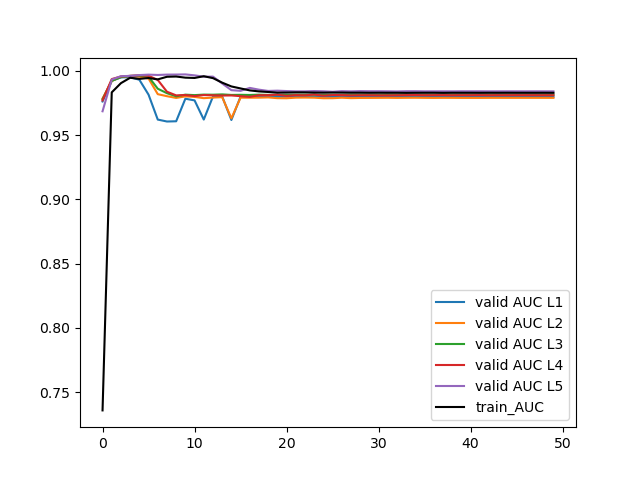 1.00
0.95
0.90
0.85
0.80
0.75
valid AUC L1
valid AUC L2
valid AUC L3
valid AUC L4
valid AUC L5
train_AUC
0 10 20 30 40 50